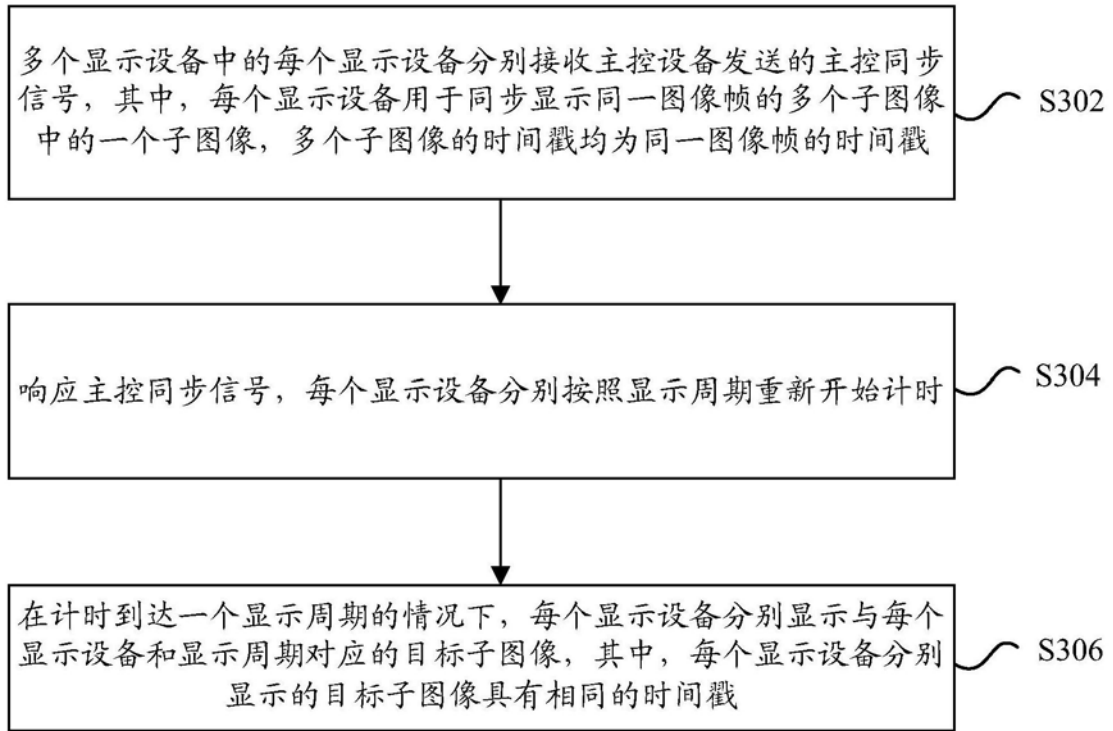 多个显示设备中的每个显示设备分别接收主控设备发送的主控同步
信号，其中，每个显示设备用于同步显示同一图像帧的多个子图像
中的一个子图像，多个子图像的时间戳均为同一图像帧的时间戳
S302
响应主控同步信号，每个显示设备分别按照显示周期重新开始计时
S304
在计时到达一个显示周期的情况下，每个显示设备分别显示与每个
显示设备和显示周期对应的目标子图像，其中，每个显示设备分别
显示的目标子图像具有相同的时间戳
S306